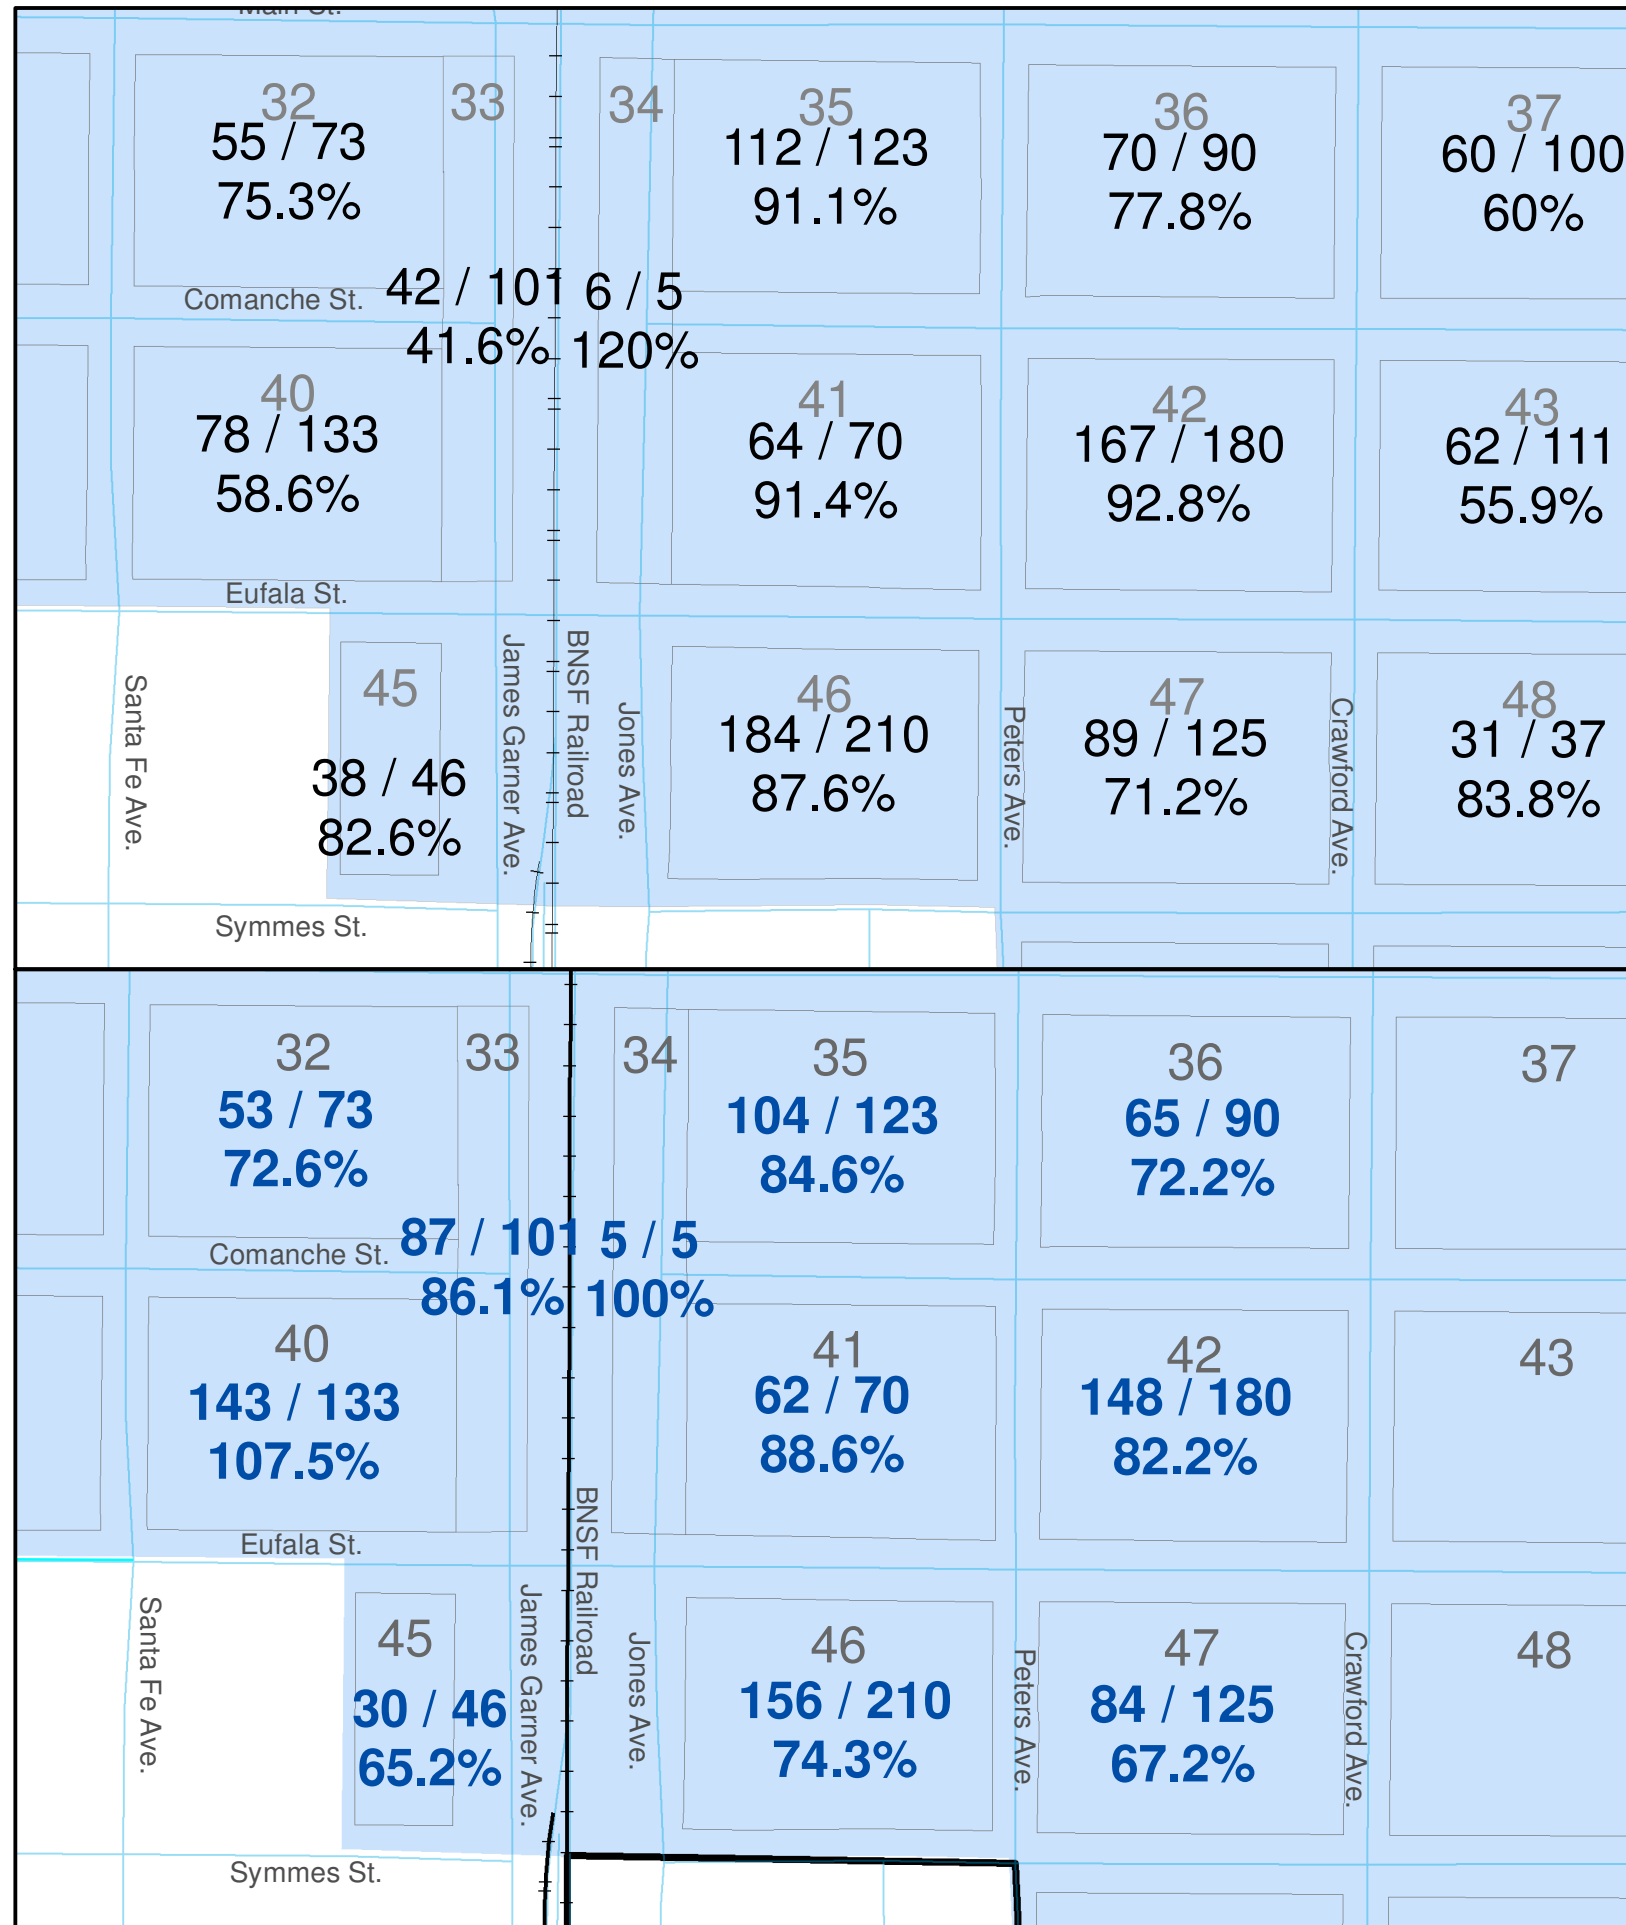 Main St.
32
33
34
35
36
37
55 / 73
75.3%
112 / 123
91.1%
70 / 90
77.8%
60 / 100
60%
Comanche St.
42 / 101
41.6%
6 / 5
120%
40
78 / 133
58.6%
41
64 / 70
91.4%
42
167 / 180
92.8%
43
62 / 111
55.9%
Eufala St.
Santa Fe Ave.
45
38 / 46
82.6%
James Garner Ave.
BNSF Railroad
Jones Ave.
46
184 / 210
87.6%
Peters Ave.
47
89 / 125
71.2%
Crawford Ave.
48
31 / 37
83.8%
Symmes St.
32
33
34
35
36
37
53 / 73
72.6%
104 / 123
84.6%
65 / 90
72.2%
Comanche St.
87 / 101
86.1%
5 / 5
100%
40
143 / 133
107.5%
41
62 / 70
88.6%
42
148 / 180
82.2%
43
Eufala St.
Santa Fe Ave.
45
30 / 46
65.2%
James Garner Ave.
BNSF Railroad
Jones Ave.
46
156 / 210
74.3%
Peters Ave.
47
84 / 125
67.2%
Crawford Ave.
48
Symmes St.